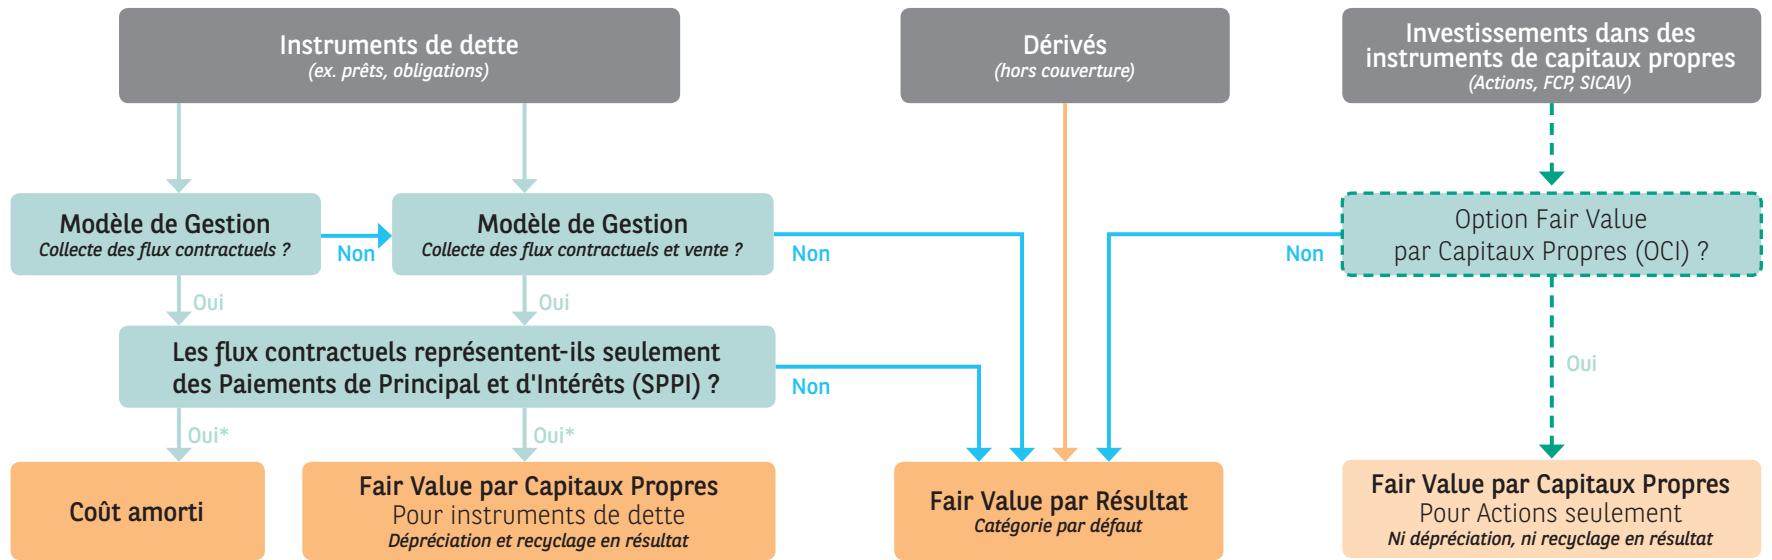 Instruments de dette
(ex. prêts, obligations)
Dérivés
(hors couverture)
Investissements dans des
instruments de capitaux propres
(Actions, FCP, SICAV)
Modèle de Gestion
Collecte des flux contractuels ?
Non
Modèle de Gestion
Collecte des flux contractuels et vente ?
Non
Non
Option Fair Value
par Capitaux Propres (OCI) ?
Oui
Oui
Les flux contractuels représentent-ils seulement
des Paiements de Principal et d'Intérêts (SPPI) ?
Non
Oui
Oui*
Oui*
Coût amorti
Fair Value par Capitaux Propres
Pour instruments de dette
Dépréciation et recyclage en résultat
Fair Value par Résultat
Catégorie par défaut
Fair Value par Capitaux Propres
Pour Actions seulement
Ni dépréciation, ni recyclage en résultat